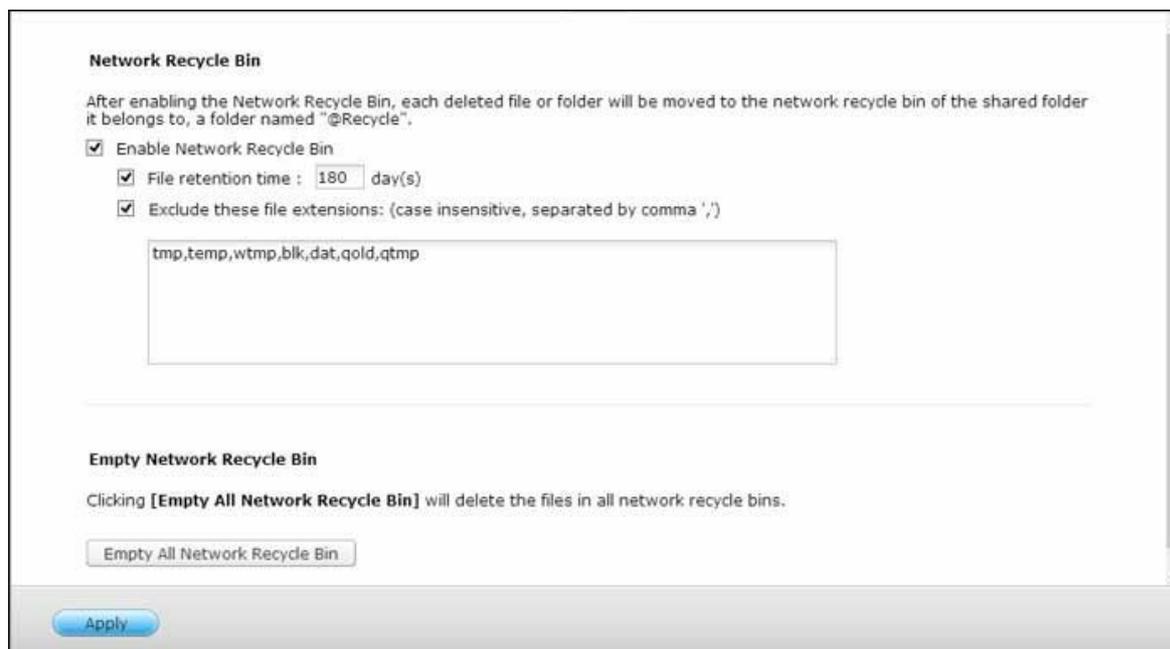 Network Recycle Bin
After enabling the Network Recycle Bin, each deleted file or folder will be moved to the network recycle bin of the shared folder
it belongs to, a folder named "@Recycle".
Enable Network Recycle Bin
File retention time : 180 day(s)
Exclude these file extensions: (case insensitive, separated by comma ',')
tmp,temp,wtmp,blk,dat,qold,qtmp
Empty Network Recycle Bin
Clicking [Empty All Network Recycle Bin] will delete the files in all network recycle bins.
Empty All Network Recycle Bin
Apply